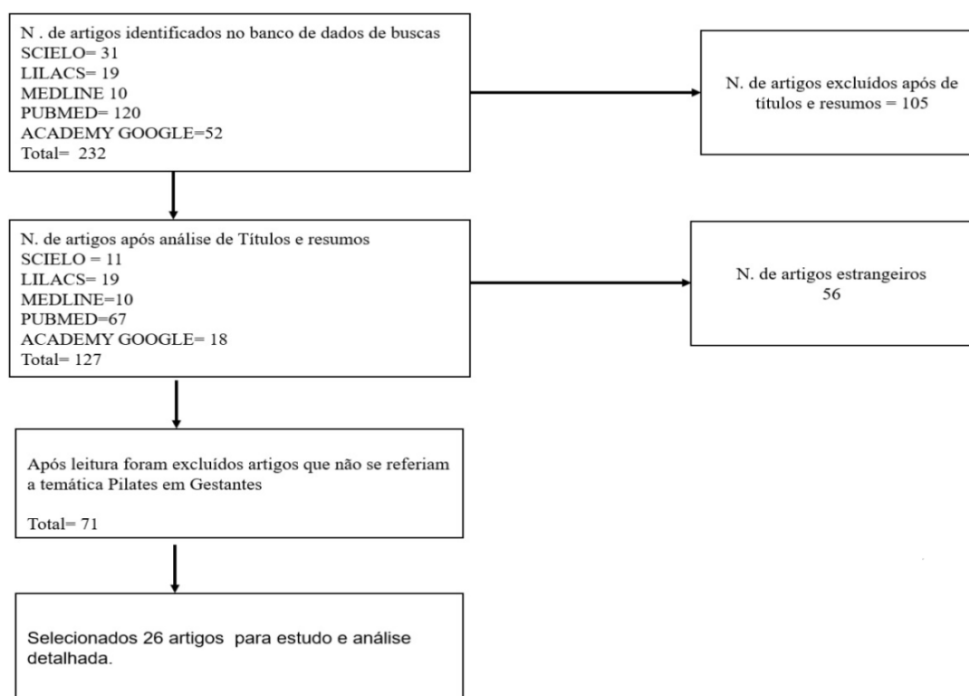 N . de artigos identificados no banco de dados de buscas
SCIELO= 31
LILACS= 19
MEDLINE 10
PUBMED= 120
ACADEMY GOOGLE=52
Total= 232
N. de artigos excluídos após de
titulos e resumos = 105
N. de artigos após análise de Títulos e resumos
SCIELO = 11
LILACS= 19
MEDLINE=10
PUBMED=67
ACADEMY GOOGLE= 18
Total= 127
N. de artigos estrangeiros
56
Após leitura foram excluídos artigos que não se referiam
a temática Pilates em Gestantes
Total= 71
Selecionados 26 artigos para estudo e análise
detalhada.